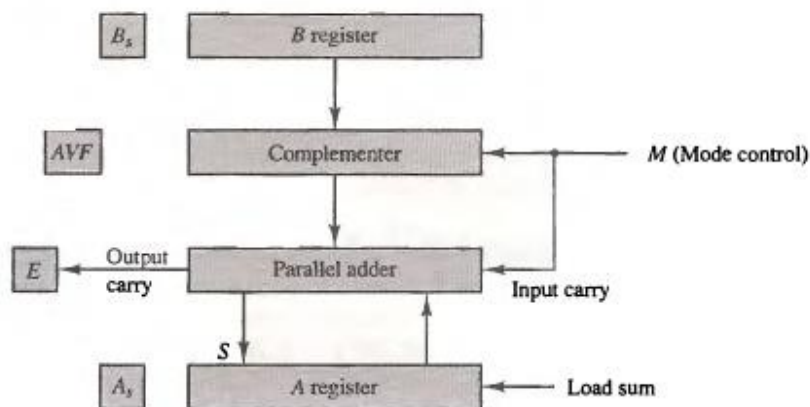 B_s
B register
AVF
Complementer
M (Mode control)
E
Output
carry
Parallel adder
Input carry
S
A_s
A register
Load sum